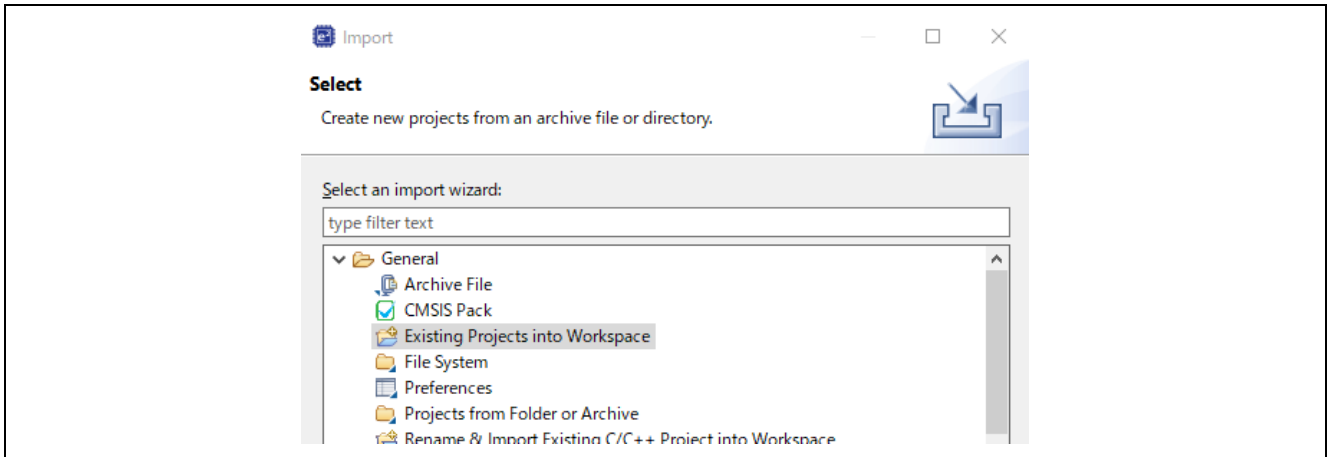 Import
Select
Create new projects from an archive file or directory.
Select an import wizard:
type filter text
General
Archive File
CMSIS Pack
Existing Projects into Workspace
File System
Preferences
Projects from Folder or Archive
Rename & Import Existing C/C++ Project into Workspace